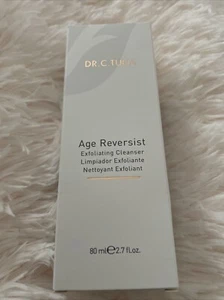 DR. C. TUNA
Age Reversist
Exfoliating Cleanser
Limpiador Exfoliante
Nettoyant Exfoliant
80 ml℮2.7 fl.oz.